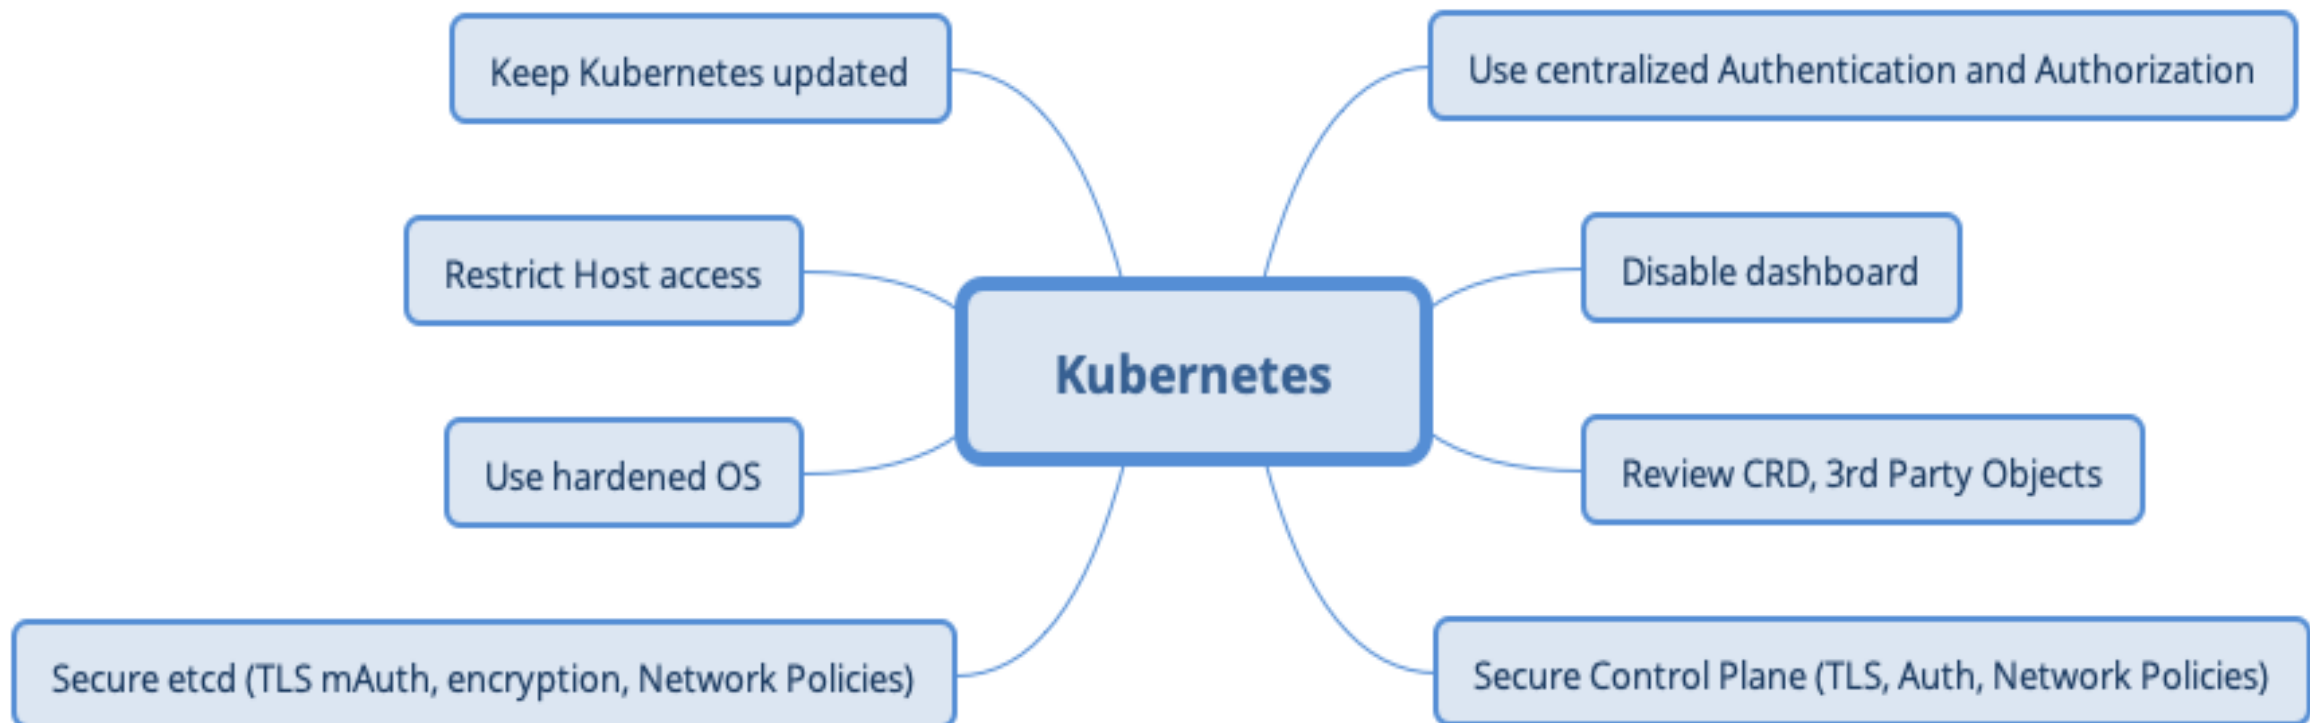 Keep Kubernetes updated
Use centralized Authentication and Authorization
Restrict Host access
Disable dashboard
Kubernetes
Use hardened OS
Review CRD, 3rd Party Objects
Secure etcd (TLS mAuth, encryption, Network Policies)
Secure Control Plane (TLS, Auth, Network Policies)